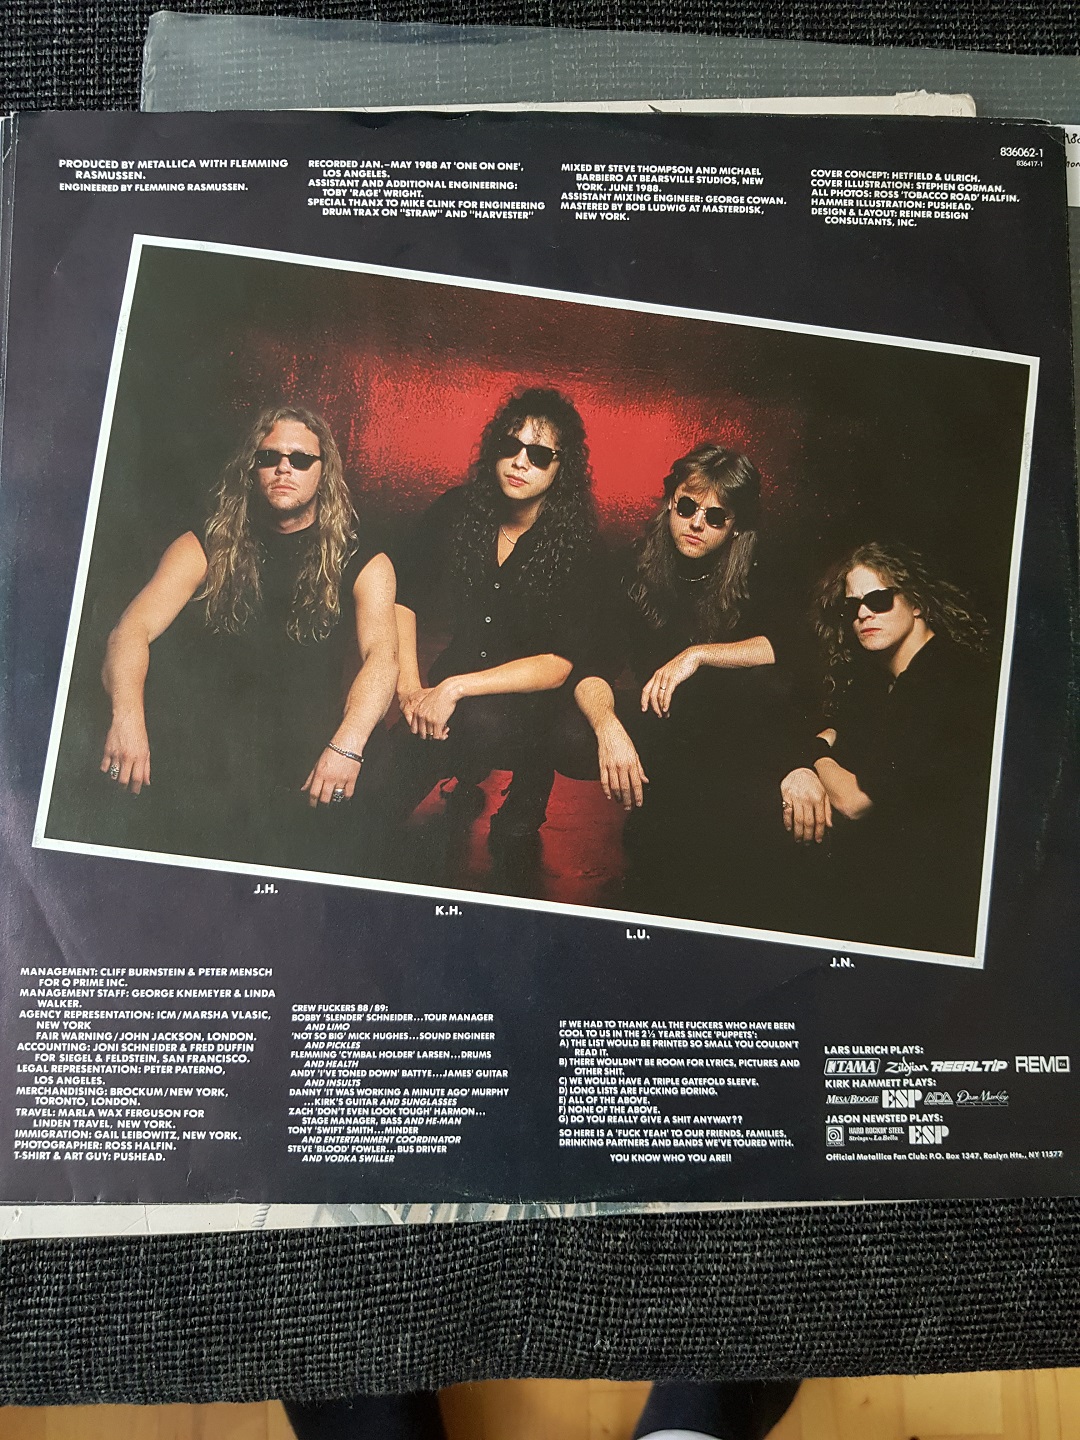 836062-1
836417-1
PRODUCED BY METALLICA WITH FLEMMING
RASMUSSEN.
ENGINEERED BY FLEMMING RASMUSSEN.
RECORDED JAN.–MAY 1988 AT 'ONE ON ONE',
LOS ANGELES.
ASSISTANT AND ADDITIONAL ENGINEERING:
TOBY 'RAGE' WRIGHT.
SPECIAL THANX TO MIKE CLINK FOR ENGINEERING
DRUM TRAX ON "STRAW" AND "HARVESTER"
MIXED BY STEVE THOMPSON AND MICHAEL
BARBIERO AT BEARSVILLE STUDIOS, NEW
YORK, JUNE 1988.
ASSISTANT MIXING ENGINEER: GEORGE COWAN.
MASTERED BY BOB LUDWIG AT MASTERDISK,
NEW YORK.
COVER CONCEPT: HETFIELD & ULRICH.
COVER ILLUSTRATION: STEPHEN GORMAN.
ALL PHOTOS: ROSS 'TOBACCO ROAD' HALFIN.
HAMMER ILLUSTRATION: PUSHEAD.
DESIGN & LAYOUT: REINER DESIGN
CONSULTANTS, INC.
J.H.
K.H.
L.U.
J.N.
MANAGEMENT: CLIFF BURNSTEIN & PETER MENSCH
FOR Q PRIME INC.
MANAGEMENT STAFF: GEORGE KNEMEYER & LINDA
WALKER.
AGENCY REPRESENTATION: ICM/MARSHA VLASIC,
NEW YORK
FAIR WARNING/JOHN JACKSON, LONDON.
ACCOUNTING: JONI SCHNEIDER & FRED DUFFIN
FOR SIEGEL & FELDSTEIN, SAN FRANCISCO.
LEGAL REPRESENTATION: PETER PATERNO,
LOS ANGELES.
MERCHANDISING: BROCKUM/NEW YORK,
TORONTO, LONDON.
TRAVEL: MARLA WAX FERGUSON FOR
LINDEN TRAVEL, NEW YORK.
IMMIGRATION: GAIL LEIBOWITZ, NEW YORK.
PHOTOGRAPHER: ROSS HALFIN.
T-SHIRT & ART GUY: PUSHEAD.
CREW FUCKERS 88/89:
BOBBY 'SLENDER' SCHNEIDER...TOUR MANAGER
AND LIMO
'NOT SO BIG' MICK HUGHES...SOUND ENGINEER
AND PICKLES
FLEMMING 'CYMBAL HOLDER' LARSEN...DRUMS
AND HEALTH
ANDY 'I'VE TONED DOWN' BATTYE...JAMES' GUITAR
AND INSULTS
DANNY 'IT WAS WORKING A MINUTE AGO' MURPHY
...KIRK'S GUITAR AND SUNGLASSES
ZACH 'DON'T EVEN LOOK TOUGH' HARMON...
STAGE MANAGER, BASS AND HE-MAN
TONY 'SWIFT' SMITH...MINDER
AND ENTERTAINMENT COORDINATOR
STEVE 'BLOOD' FOWLER...BUS DRIVER
AND VODKA SWILLER
IF WE HAD TO THANK ALL THE FUCKERS WHO HAVE BEEN
COOL TO US IN THE 2½ YEARS SINCE 'PUPPETS':
A) THE LIST WOULD BE PRINTED SO SMALL YOU COULDN'T
READ IT.
B) THERE WOULDN'T BE ROOM FOR LYRICS, PICTURES AND
OTHER SHIT.
C) WE WOULD HAVE A TRIPLE GATEFOLD SLEEVE.
D) LONG LISTS ARE FUCKING BORING.
E) ALL OF THE ABOVE.
F) NONE OF THE ABOVE.
G) DO YOU REALLY GIVE A SHIT ANYWAY??
SO HERE IS A 'FUCK YEAH' TO OUR FRIENDS, FAMILIES,
DRINKING PARTNERS AND BANDS WE'VE TOURED WITH.
YOU KNOW WHO YOU ARE!!
LARS ULRICH PLAYS:
TAMA Zildjian REGAL TIP REMO
KIRK HAMMETT PLAYS:
MESA/BOOGIE ESP ADA Dean Markley
JASON NEWSTED PLAYS:
HARD ROCKIN' STEEL
Strings by La Bella
ESP
Official Metallica Fan Club: P.O. Box 1347, Roslyn Hts., NY 11577